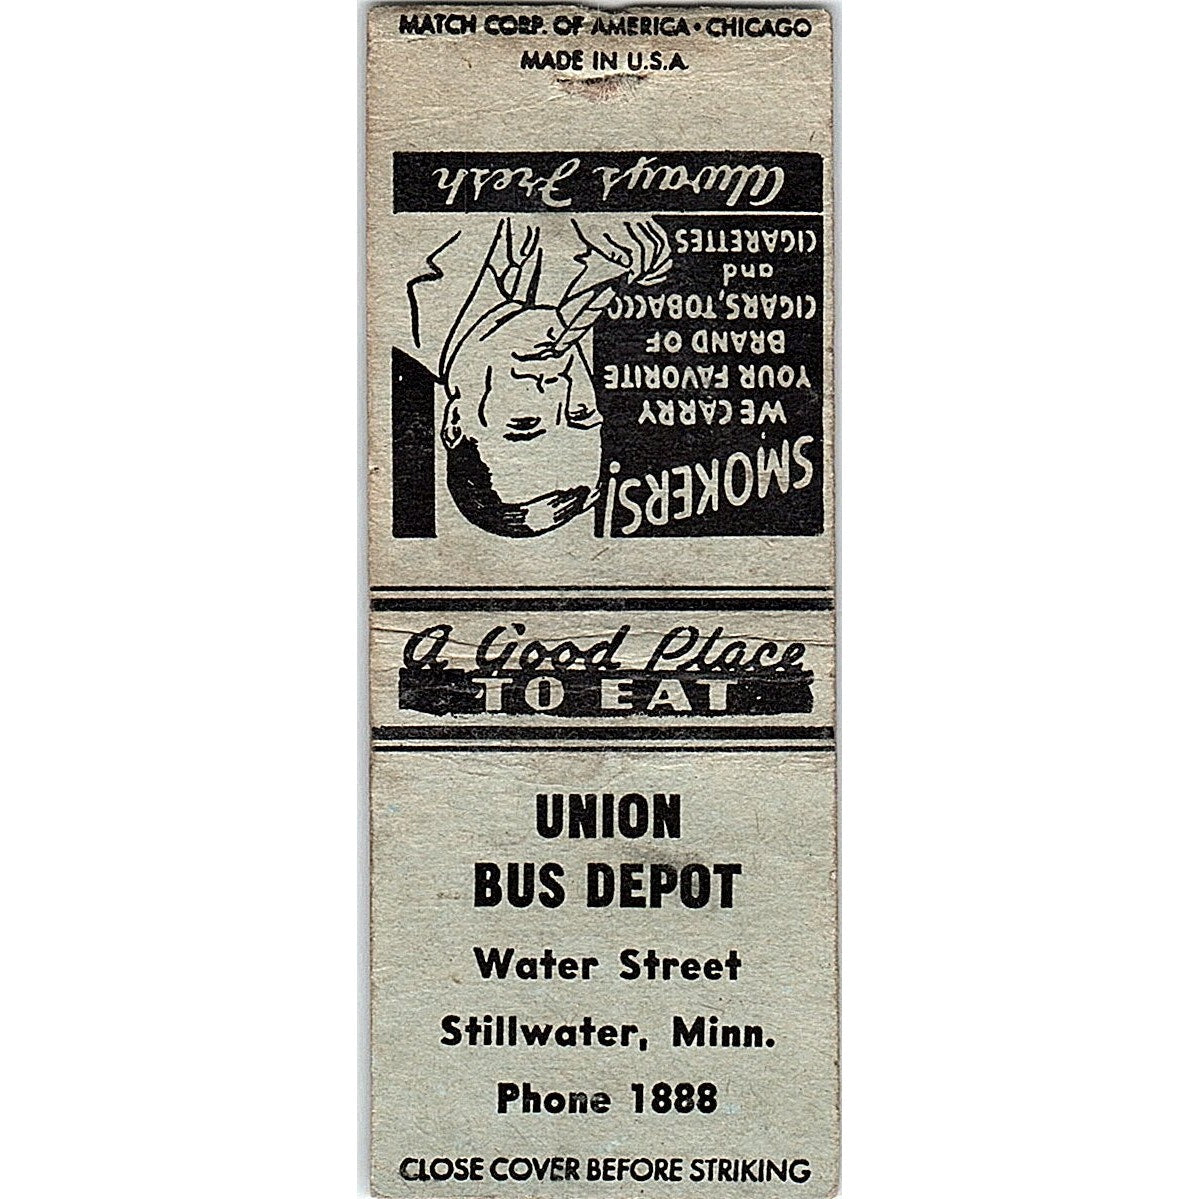 MATCH CORP. OF AMERICA • CHICAGO
MADE IN U.S.A.
SMOKERS!
WE CARRY
YOUR FAVORITE
BRAND OF
CIGARS, TOBACCO
and
CIGARETTES
Always Fresh
A Good Place
TO EAT
UNION
BUS DEPOT
Water Street
Stillwater, Minn.
Phone 1888
CLOSE COVER BEFORE STRIKING